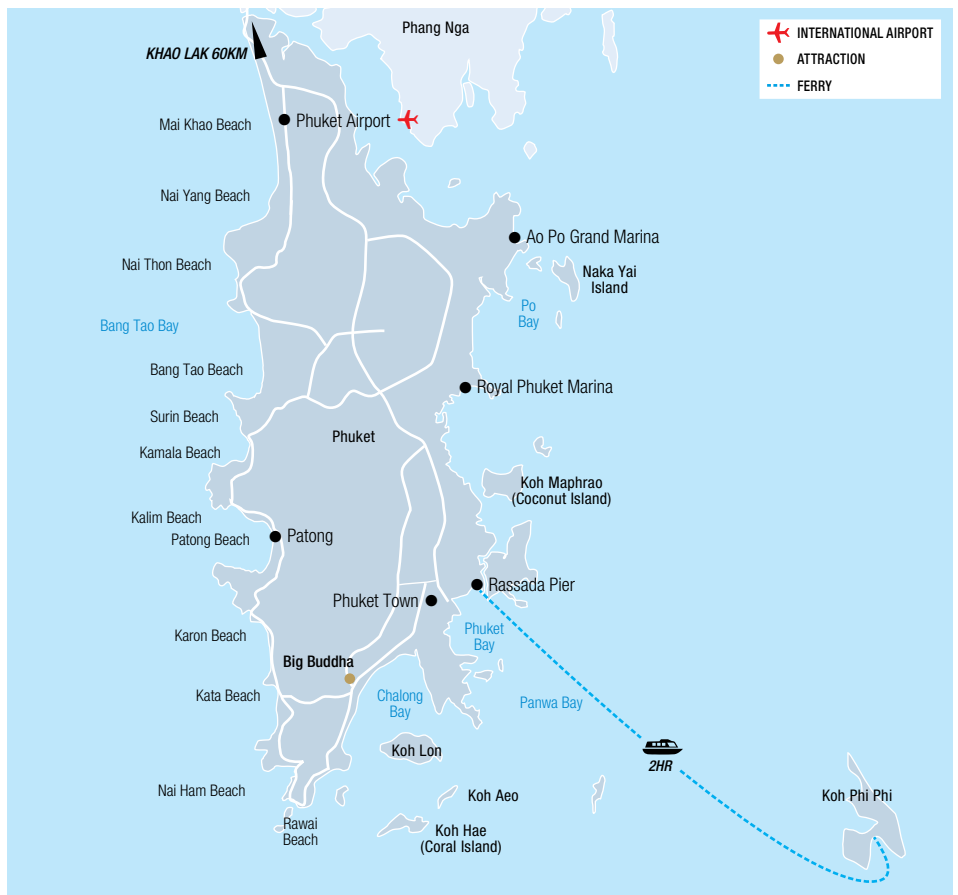 Phang Nga
INTERNATIONAL AIRPORT
ATTRACTION
FERRY
KHAO LAK 60KM
Mai Khao Beach
Phuket Airport
Nai Yang Beach
Ao Po Grand Marina
Nai Thon Beach
Naka Yai
Island
Po
Bay
Bang Tao Bay
Bang Tao Beach
Royal Phuket Marina
Surin Beach
Phuket
Kamala Beach
Koh Maphrao
(Coconut Island)
Kalim Beach
Patong Beach
Patong
Rassada Pier
Phuket Town
Phuket
Bay
Karon Beach
Big Buddha
Kata Beach
Chalong
Bay
Panwa Bay
Koh Lon
2HR
Nai Ham Beach
Koh Aeo
Koh Phi Phi
Rawai
Beach
Koh Hae
(Coral Island)